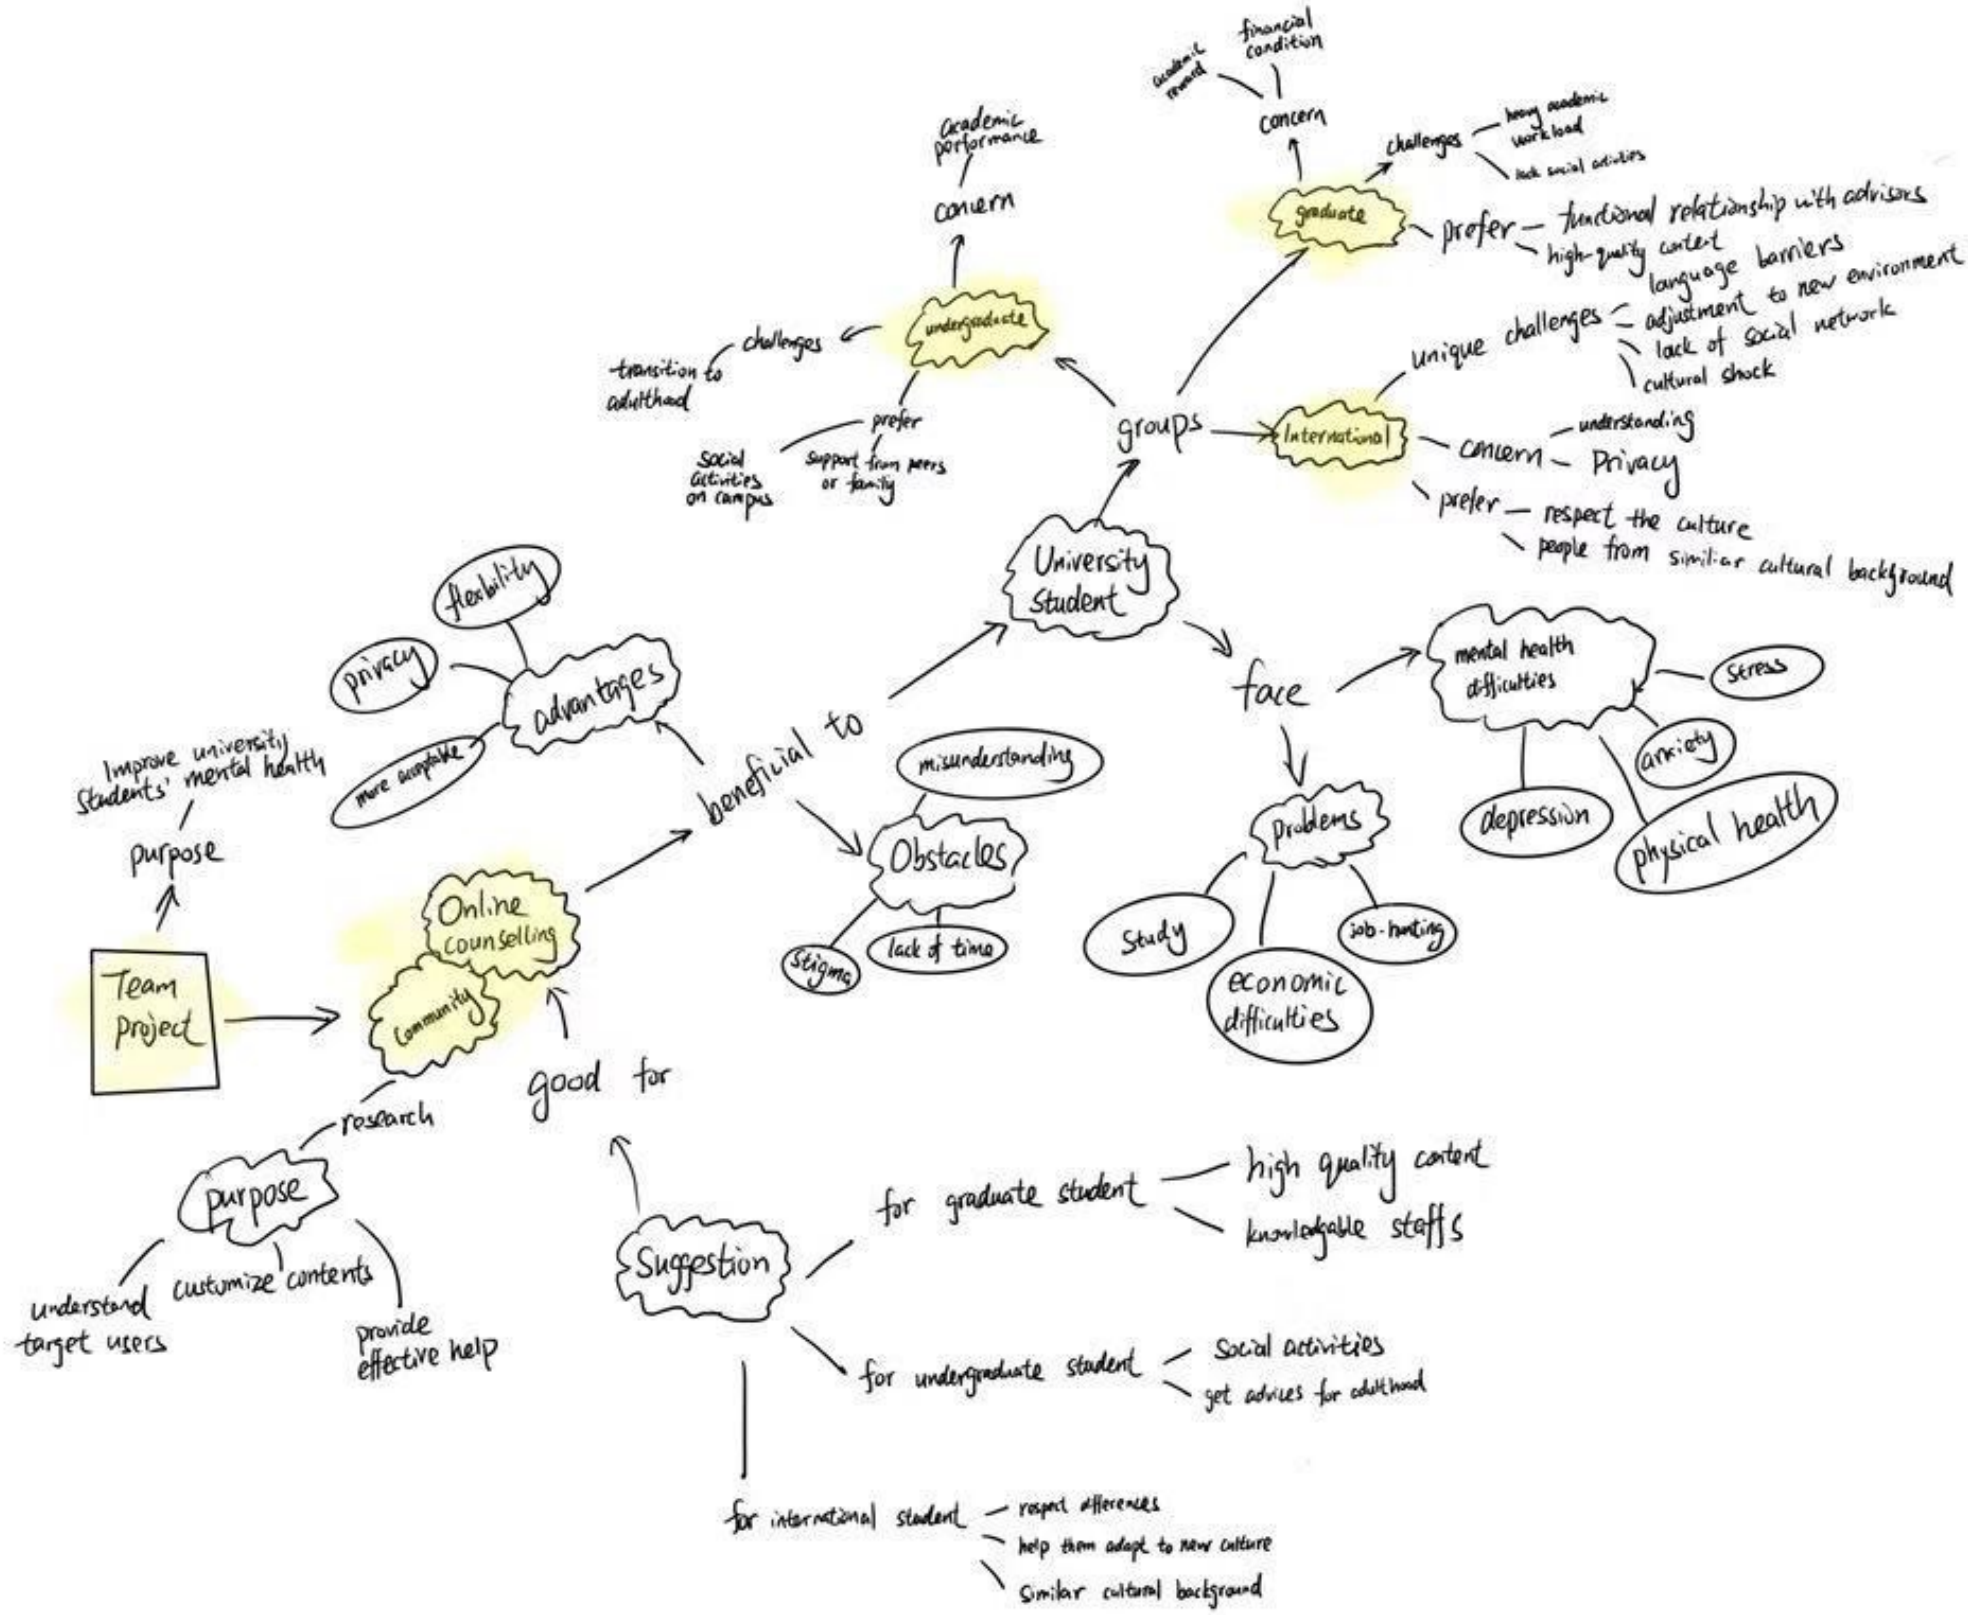 financial
condition
academic
reward
concern
academic
performance
concern
challenges
heavy academic
workload
lack social activities
graduate
prefer
functional relationship with advisors
high-quality content
undergraduate
challenges
transition to
adulthood
prefer
social
activities
on campus
support from peers
or family
groups
International
unique challenges
language barriers
adjustment to new environment
lack of social network
cultural shock
concern
understanding
Privacy
prefer
respect the culture
people from similiar cultural background
University
Student
flexibility
privacy
advantages
more acceptable
beneficial to
face
mental health
difficulties
Stress
anxiety
depression
physical health
misunderstanding
Obstacles
stigma
lack of time
problems
Study
economic
difficulties
job-hunting
Improve university
students' mental health
purpose
Team
project
Online
counselling
Community
research
good for
purpose
understand
target users
custumize contents
provide
effective help
Suggestion
for graduate student
high quality content
knowledgable staffs
for undergraduate student
Social activities
get advices for adulthood
for international student
respect differences
help them adapt to new culture
Similar cultural background